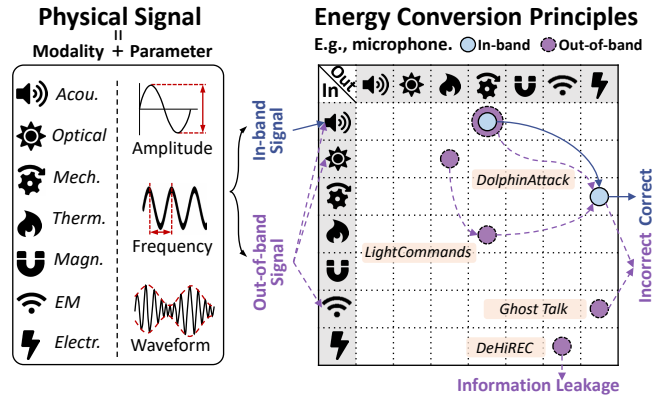 Physical Signal
=
Modality + Parameter
Acou.
Optical
Mech.
Therm.
Magn.
EM
Electr.
Amplitude
Frequency
Waveform
In-band
Signal
Out-of-band
Signal
Energy Conversion Principles
E.g., microphone. In-band Out-of-band
Out
In
DolphinAttack
LightCommands
Ghost Talk
DeHiREC
Correct
Incorrect
Information Leakage